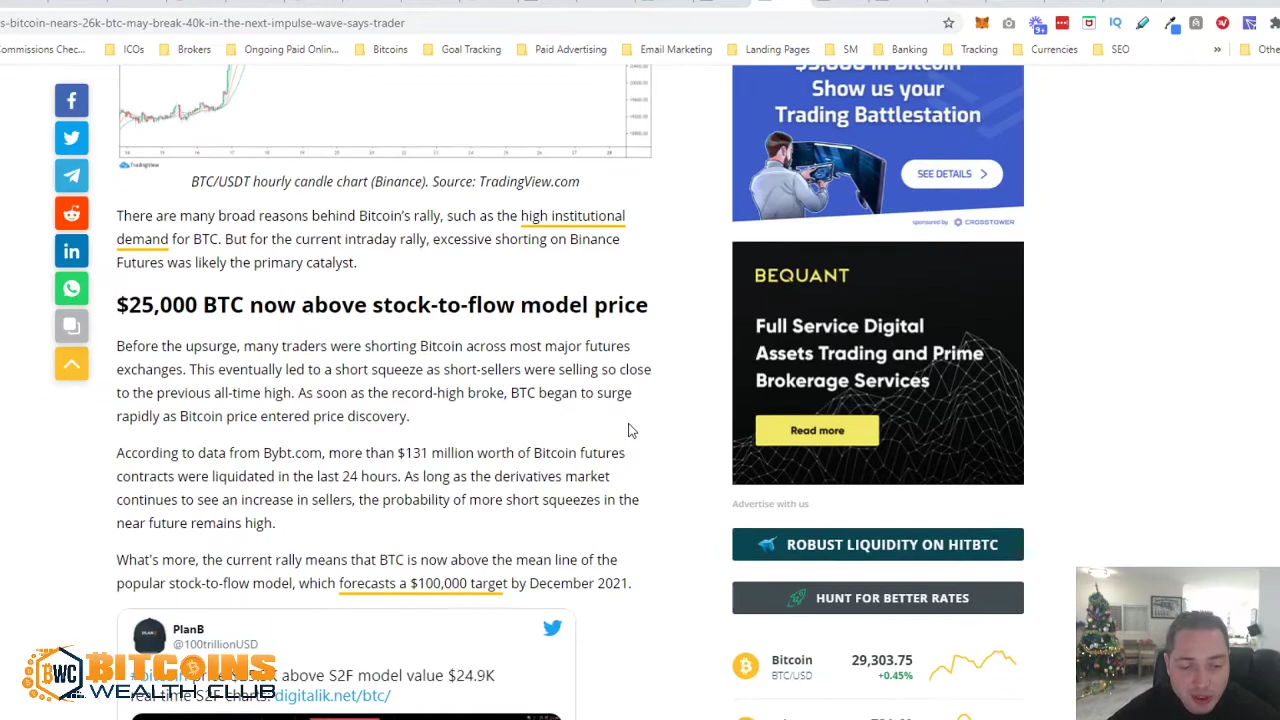 s-bitcoin-nears-26k-btc-may-break-40k-in-the-next-impulse-wave-says-trader
9+
IQ
Commissions Chec...
ICOs
Brokers
Ongoing Paid Onlin...
Bitcoins
Goal Tracking
Paid Advertising
Email Marketing
Landing Pages
SM
Banking
Tracking
Currencies
SEO
»
Othe
TradingView
BTC/USDT hourly candle chart (Binance). Source: TradingView.com
There are many broad reasons behind Bitcoin's rally, such as the high institutional
demand for BTC. But for the current intraday rally, excessive shorting on Binance
Futures was likely the primary catalyst.
$25,000 BTC now above stock-to-flow model price
Before the upsurge, many traders were shorting Bitcoin across most major futures
exchanges. This eventually led to a short squeeze as short-sellers were selling so close
to the previous all-time high. As soon as the record-high broke, BTC began to surge
rapidly as Bitcoin price entered price discovery.
According to data from Bybt.com, more than $131 million worth of Bitcoin futures
contracts were liquidated in the last 24 hours. As long as the derivatives market
continues to see an increase in sellers, the probability of more short squeezes in the
near future remains high.
What's more, the current rally means that BTC is now above the mean line of the
popular stock-to-flow model, which forecasts a $100,000 target by December 2021.
PLANB
PlanB
@100trillionUSD
above S2F model value $24.9K
digitalik.net/btc/
BWC
BITCOINS
WEALTH CLUB
$5,000 in Bitcoin
Show us your
Trading Battlestation
SEE DETAILS >
sponsored by CROSSTOWER
BEQUANT
Full Service Digital
Assets Trading and Prime
Brokerage Services
Read more
Advertise with us
ROBUST LIQUIDITY ON HITBTC
HUNT FOR BETTER RATES
Bitcoin
BTC/USD
29,303.75
+0.45%